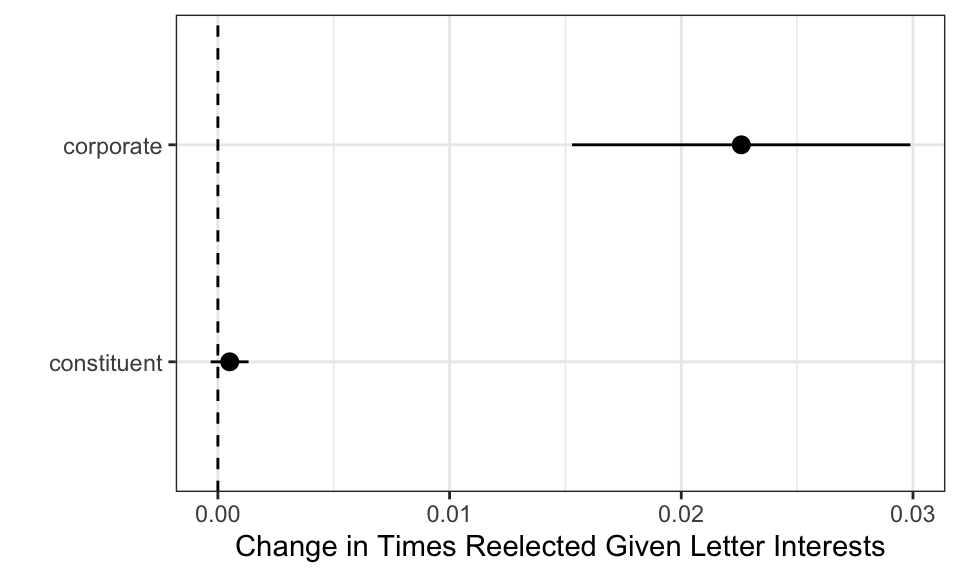 corporate
constituent
0.00 0.01 0.02 0.03
Change in Times Reelected Given Letter Interests